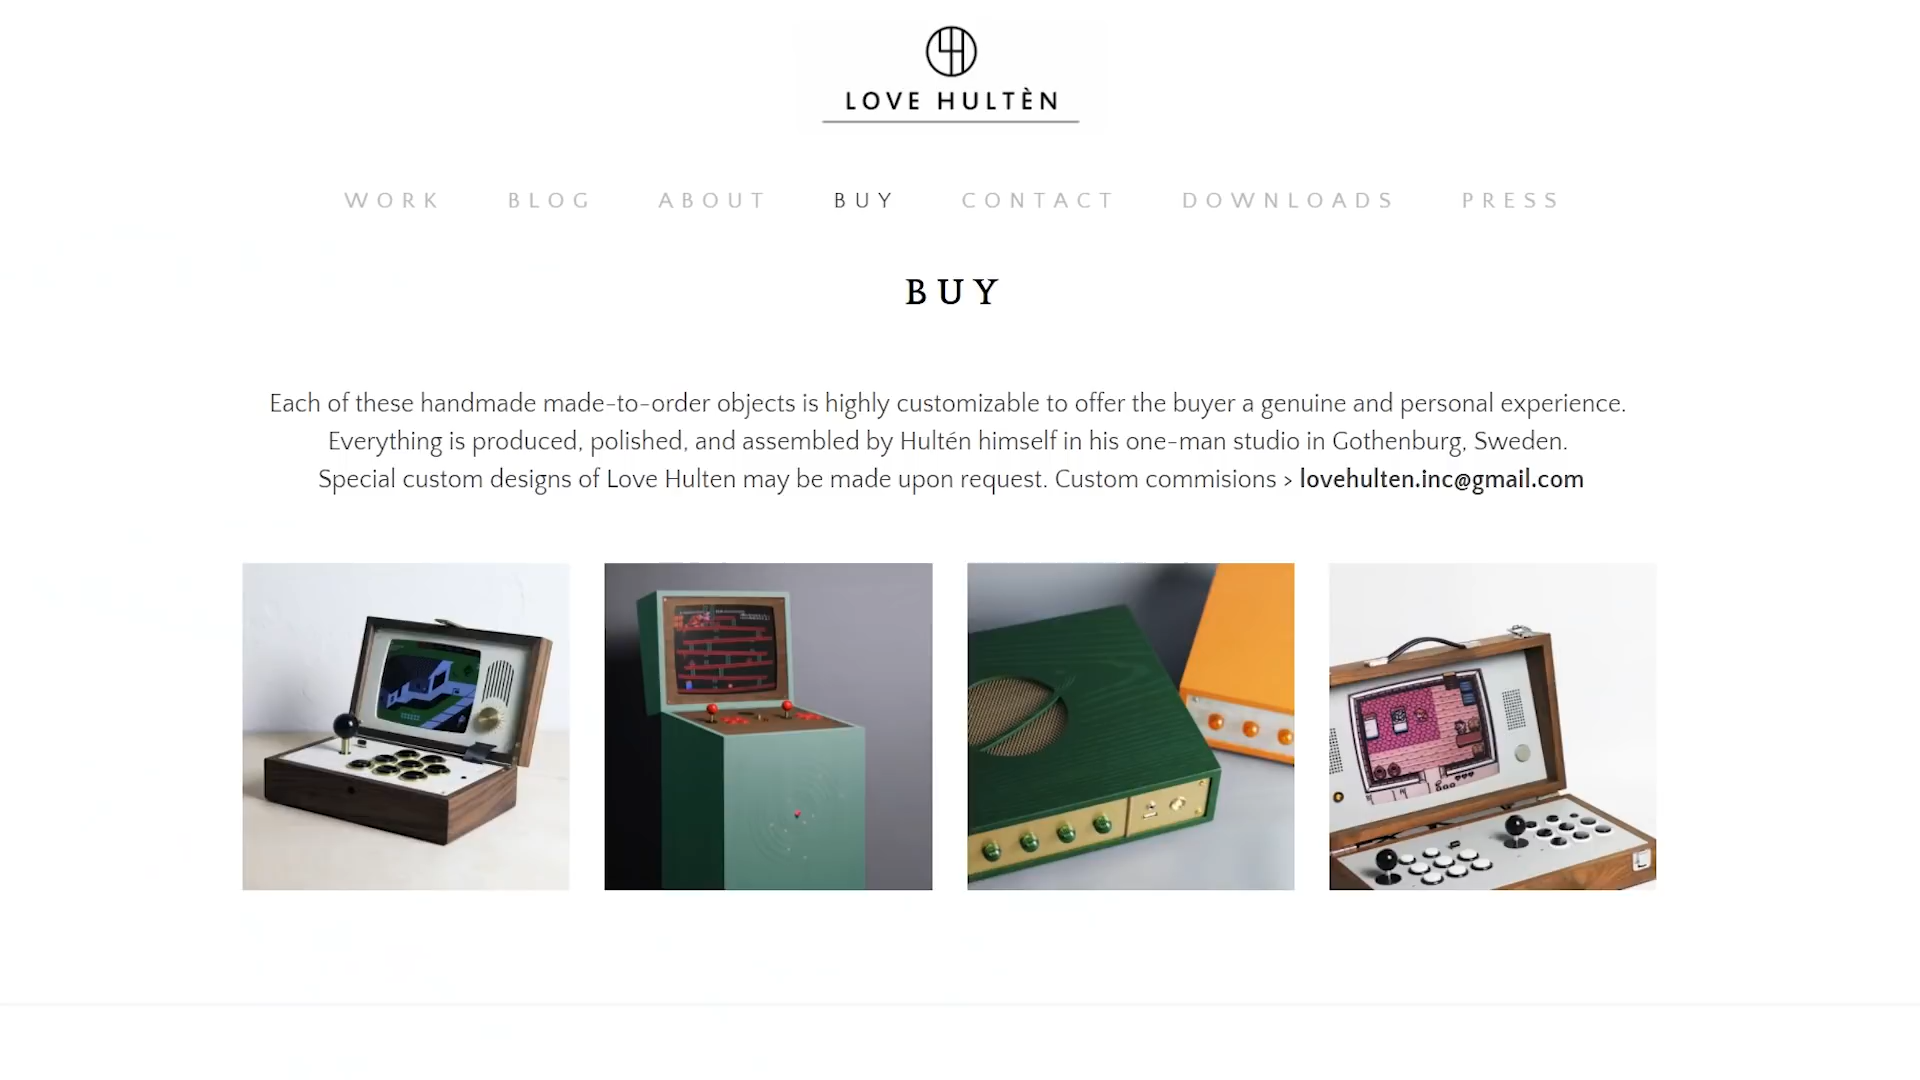 LOVE HULTÈN
WORK BLOG ABOUT BUY CONTACT DOWNLOADS PRESS
BUY
Each of these handmade made-to-order objects is highly customizable to offer the buyer a genuine and personal experience.
Everything is produced, polished, and assembled by Hultén himself in his one-man studio in Gothenburg, Sweden.
Special custom designs of Love Hulten may be made upon request. Custom commisions > lovehulten.inc@gmail.com